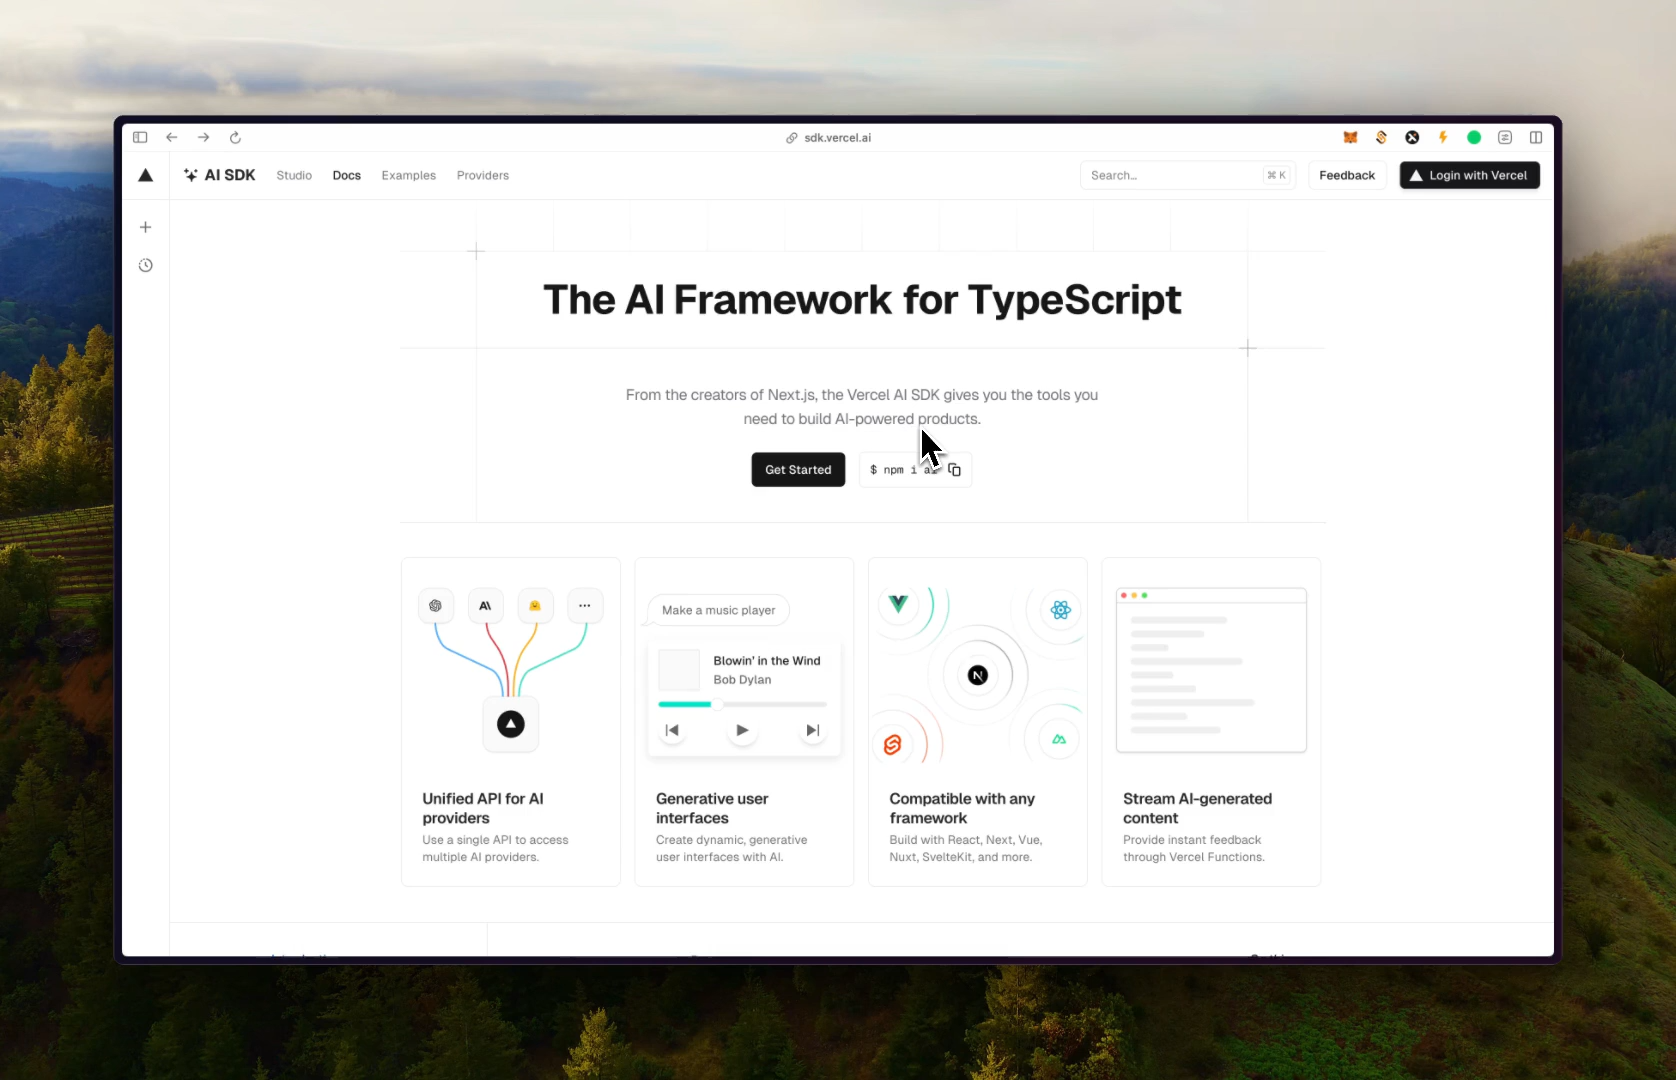 sdk.vercel.ai
AI SDK
Studio
Docs
Examples
Providers
Search...
⌘ K
Feedback
Login with Vercel
The AI Framework for TypeScript
From the creators of Next.js, the Vercel AI SDK gives you the tools you
need to build AI-powered products.
Get Started
$ npm i
Make a music player
Blowin' in the Wind
Bob Dylan
Unified API for AI
providers
Use a single API to access
multiple AI providers.
Generative user
interfaces
Create dynamic, generative
user interfaces with AI.
Compatible with any
framework
Build with React, Next, Vue,
Nuxt, SvelteKit, and more.
Stream AI-generated
content
Provide instant feedback
through Vercel Functions.